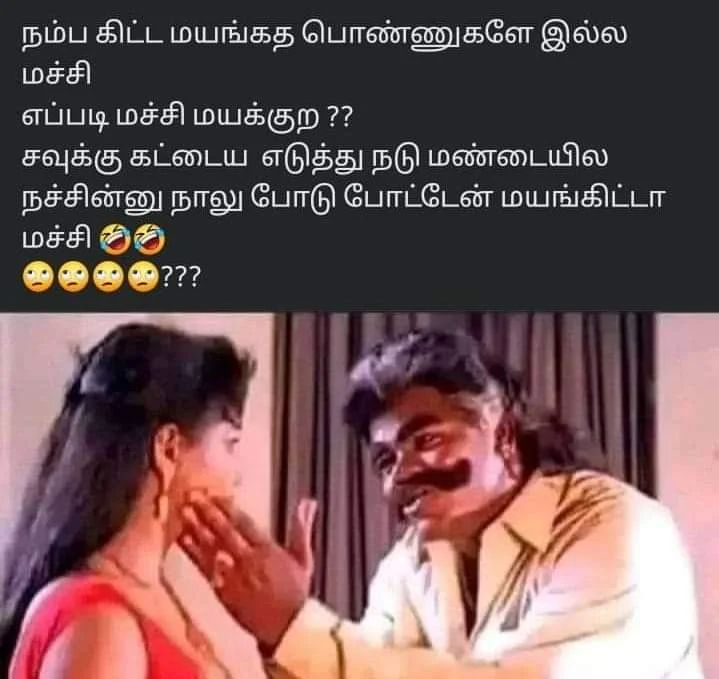 நம்ப கிட்ட மயங்கத பொண்ணுகளே இல்ல
மச்சி
எப்படி மச்சி மயக்குற ??
சவுக்கு கட்டைய எடுத்து நடு மண்டையில
நச்சின்னு நாலு போடு போட்டேன் மயங்கிட்டா
மச்சி 🤣🤣
🙄🙄🙄🙄???